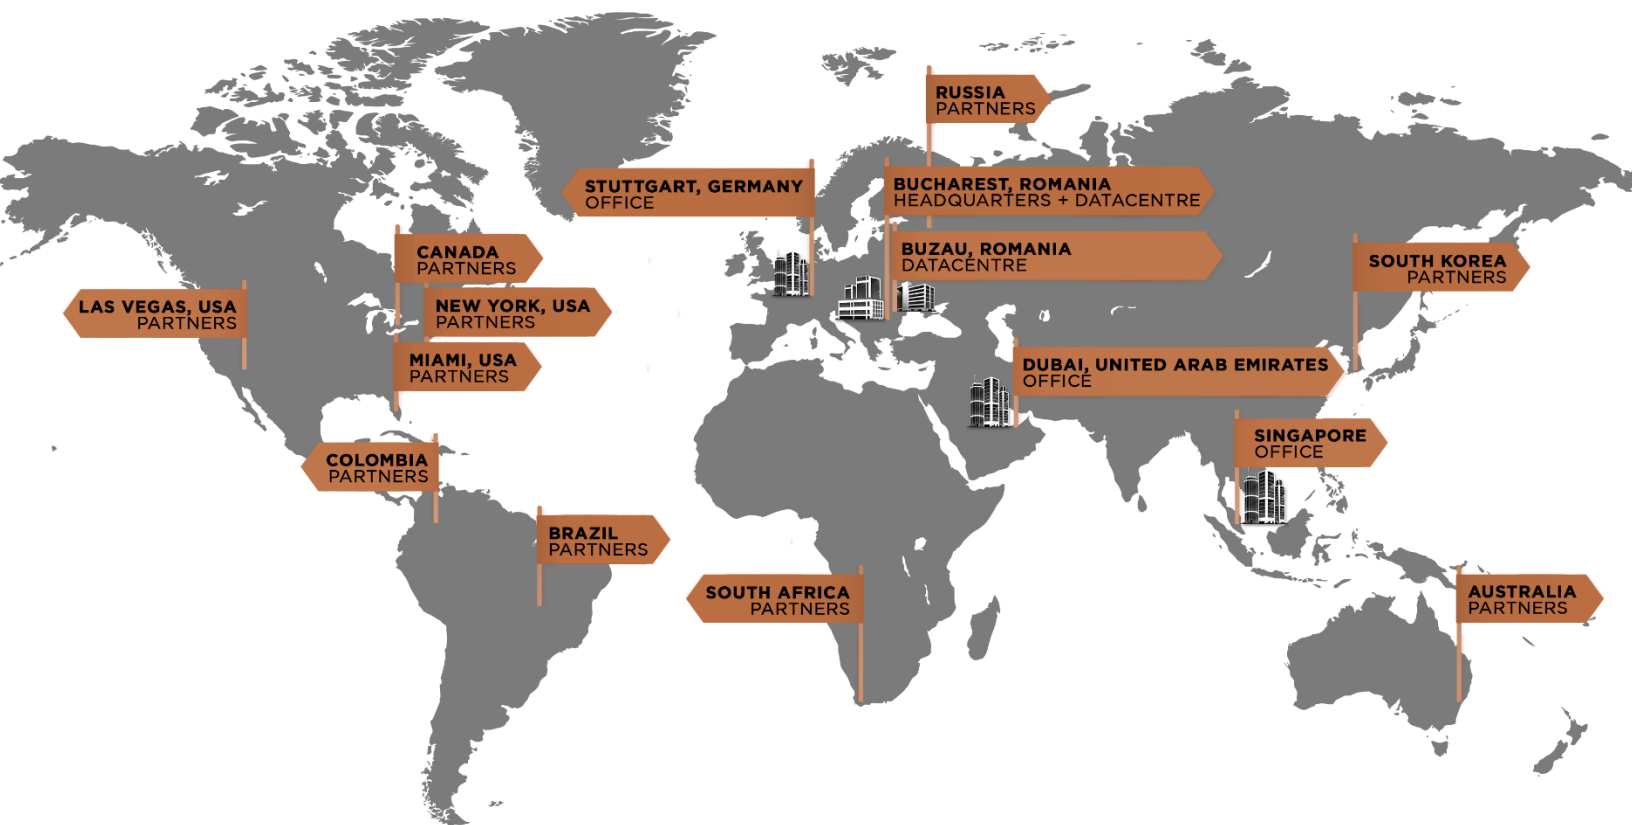 RUSSIA
PARTNERS
STUTTGART, GERMANY
OFFICE
BUCHAREST, ROMANIA
HEADQUARTERS + DATACENTRE
CANADA
PARTNERS
BUZAU, ROMANIA
DATACENTRE
SOUTH KOREA
PARTNERS
LAS VEGAS, USA
PARTNERS
NEW YORK, USA
PARTNERS
MIAMI, USA
PARTNERS
DUBAI, UNITED ARAB EMIRATES
OFFICE
SINGAPORE
OFFICE
COLOMBIA
PARTNERS
BRAZIL
PARTNERS
SOUTH AFRICA
PARTNERS
AUSTRALIA
PARTNERS